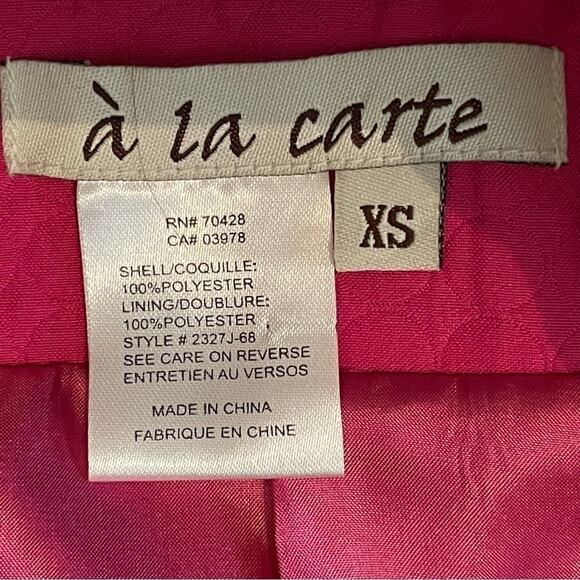 à la carte
XS
RN# 70428
CA# 03978
SHELL/COQUILLE:
100%POLYESTER
LINING/DOUBLURE:
100%POLYESTER
STYLE # 2327J-68
SEE CARE ON REVERSE
ENTRETIEN AU VERSOS
MADE IN CHINA
FABRIQUE EN CHINE